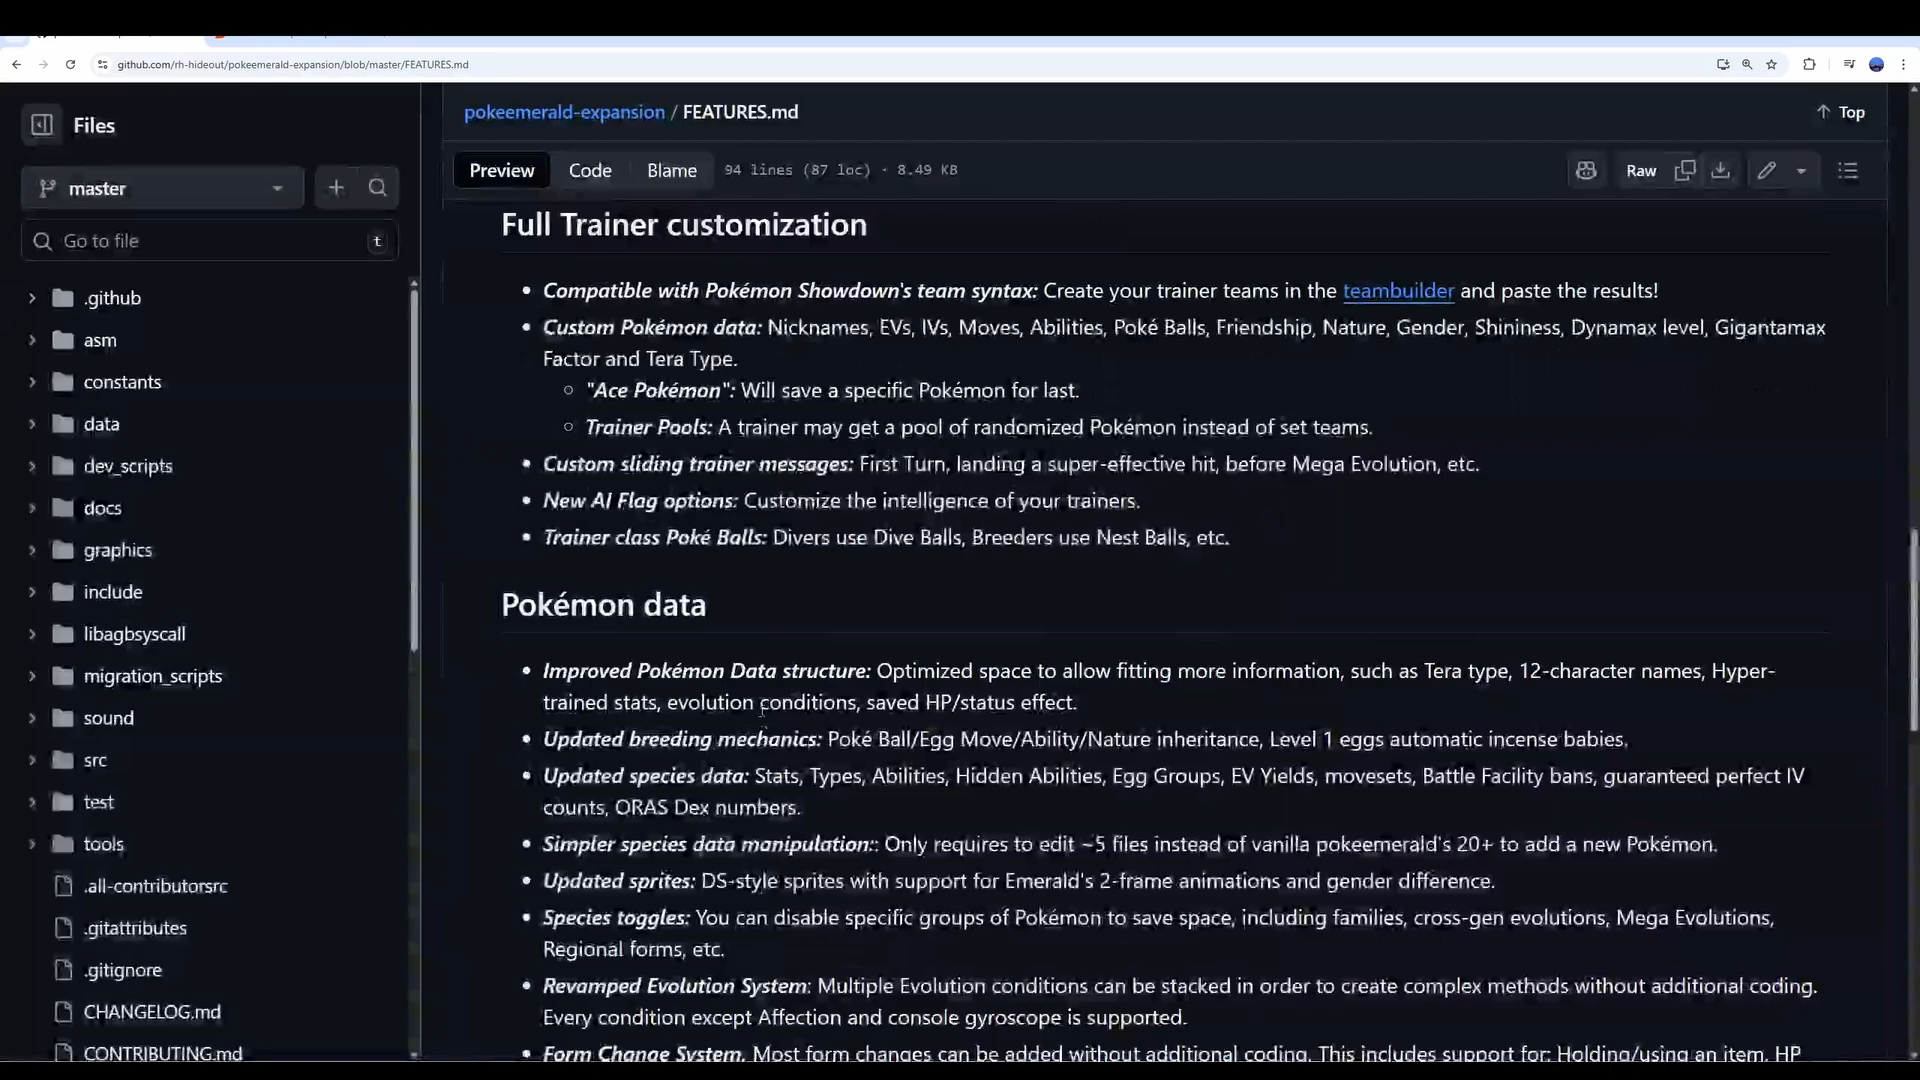 github.com/rh-hideout/pokeemerald-expansion/blob/master/FEATURES.md
Files
master
Go to file
t
.github
asm
constants
data
dev_scripts
docs
graphics
include
libagbsyscall
migration_scripts
sound
src
test
tools
.all-contributorsrc
.gitattributes
.gitignore
CHANGELOG.md
CONTRIBUTING.md
pokeemerald-expansion / FEATURES.md
Top
Preview
Code
Blame
94 lines (87 loc) · 8.49 KB
Raw
Full Trainer customization
• Compatible with Pokémon Showdown's team syntax: Create your trainer teams in the teambuilder and paste the results!
• Custom Pokémon data: Nicknames, EVs, IVs, Moves, Abilities, Poké Balls, Friendship, Nature, Gender, Shininess, Dynamax level, Gigantamax
Factor and Tera Type.
◦ "Ace Pokémon": Will save a specific Pokémon for last.
◦ Trainer Pools: A trainer may get a pool of randomized Pokémon instead of set teams.
• Custom sliding trainer messages: First Turn, landing a super-effective hit, before Mega Evolution, etc.
• New AI Flag options: Customize the intelligence of your trainers.
• Trainer class Poké Balls: Divers use Dive Balls, Breeders use Nest Balls, etc.
Pokémon data
• Improved Pokémon Data structure: Optimized space to allow fitting more information, such as Tera type, 12-character names, Hyper-
trained stats, evolution conditions, saved HP/status effect.
• Updated breeding mechanics: Poké Ball/Egg Move/Ability/Nature inheritance, Level 1 eggs automatic incense babies.
• Updated species data: Stats, Types, Abilities, Hidden Abilities, Egg Groups, EV Yields, movesets, Battle Facility bans, guaranteed perfect IV
counts, ORAS Dex numbers.
• Simpler species data manipulation:: Only requires to edit ~5 files instead of vanilla pokeemerald's 20+ to add a new Pokémon.
• Updated sprites: DS-style sprites with support for Emerald's 2-frame animations and gender difference.
• Species toggles: You can disable specific groups of Pokémon to save space, including families, cross-gen evolutions, Mega Evolutions,
Regional forms, etc.
• Revamped Evolution System: Multiple Evolution conditions can be stacked in order to create complex methods without additional coding.
Every condition except Affection and console gyroscope is supported.
• Form Change System. Most form changes can be added without additional coding. This includes support for: Holding/using an item, HP